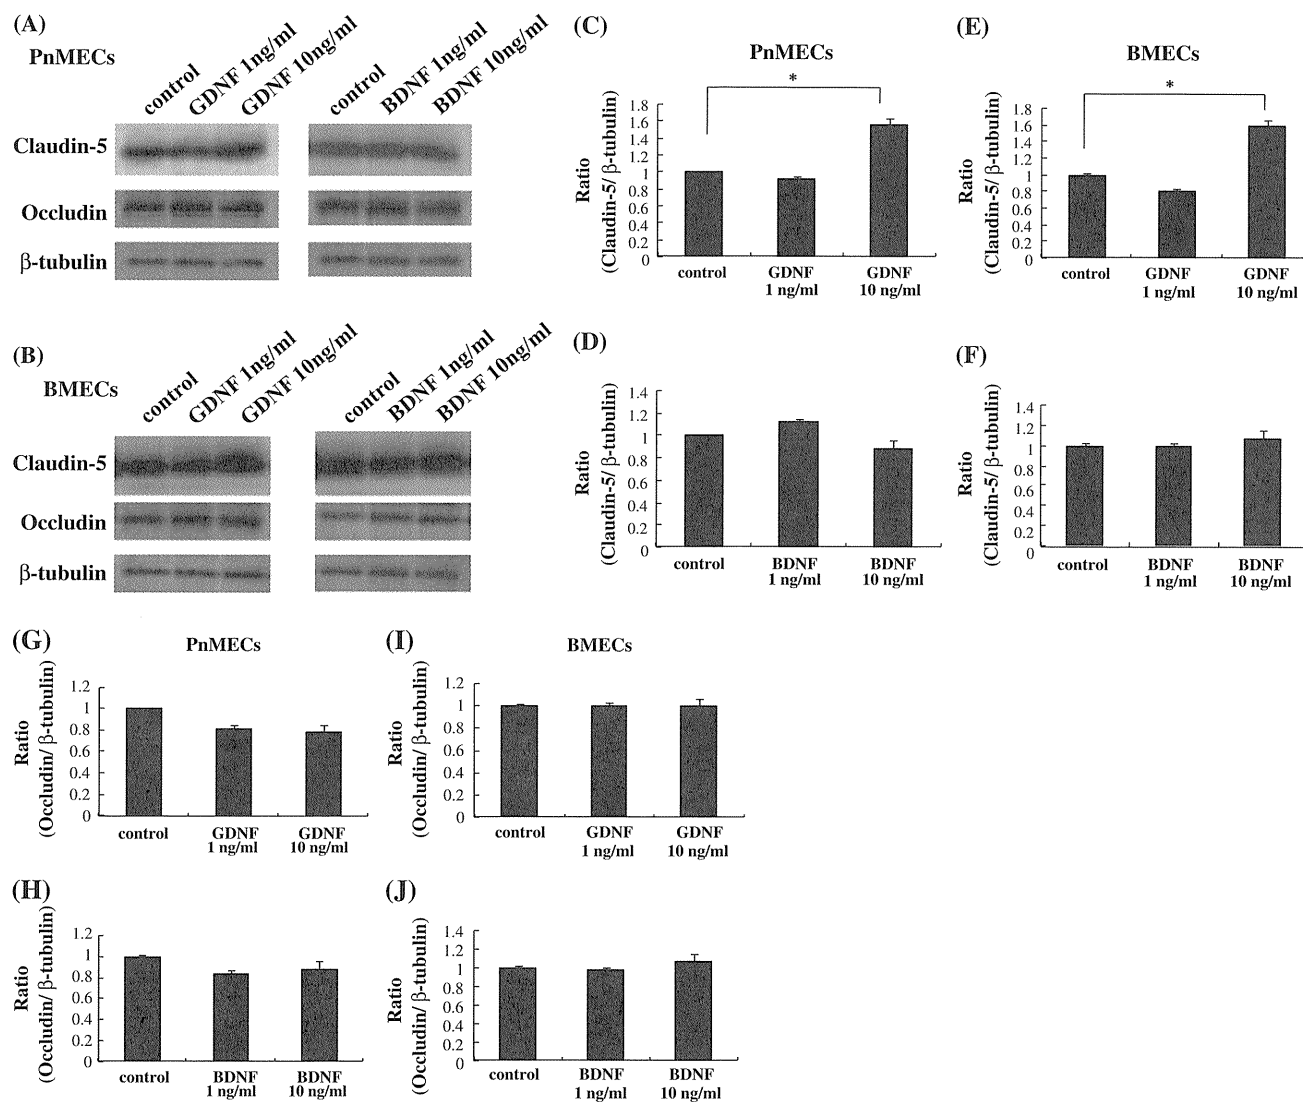 (A)
PnMECs
control
GDNF 1ng/ml
GDNF 10ng/ml
control
BDNF 1ng/ml
BDNF 10ng/ml
Claudin-5
Occludin
β-tubulin
(B)
BMECs
control
GDNF 1ng/ml
GDNF 10ng/ml
control
BDNF 1ng/ml
BDNF 10ng/ml
Claudin-5
Occludin
β-tubulin
(C)
PnMECs
*
Ratio
(Claudin-5/ β-tubulin)
1.8
1.6
1.4
1.2
1
0.8
0.6
0.4
0.2
0
control
GDNF
1 ng/ml
GDNF
10 ng/ml
(E)
BMECs
*
Ratio
(Claudin-5/ β-tubulin)
1.8
1.6
1.4
1.2
1
0.8
0.6
0.4
0.2
0
control
GDNF
1 ng/ml
GDNF
10 ng/ml
(D)
Ratio
(Claudin-5/ β-tubulin)
1.4
1.2
1
0.8
0.6
0.4
0.2
0
control
BDNF
1 ng/ml
BDNF
10 ng/ml
(F)
Ratio
(Claudin-5/ β-tubulin)
1.4
1.2
1
0.8
0.6
0.4
0.2
0
control
BDNF
1 ng/ml
BDNF
10 ng/ml
(G)
PnMECs
Ratio
(Occludin/ β-tubulin)
1.2
1
0.8
0.6
0.4
0.2
0
control
GDNF
1 ng/ml
GDNF
10 ng/ml
(I)
BMECs
Ratio
(Occludin/ β-tubulin)
1.2
1
0.8
0.6
0.4
0.2
0
control
GDNF
1 ng/ml
GDNF
10 ng/ml
(H)
Ratio
(Occludin/ β-tubulin)
1.2
1
0.8
0.6
0.4
0.2
0
control
BDNF
1 ng/ml
BDNF
10 ng/ml
(J)
Ratio
(Occludin/ β-tubulin)
1.4
1.2
1
0.8
0.6
0.4
0.2
0
control
BDNF
1 ng/ml
BDNF
10 ng/ml